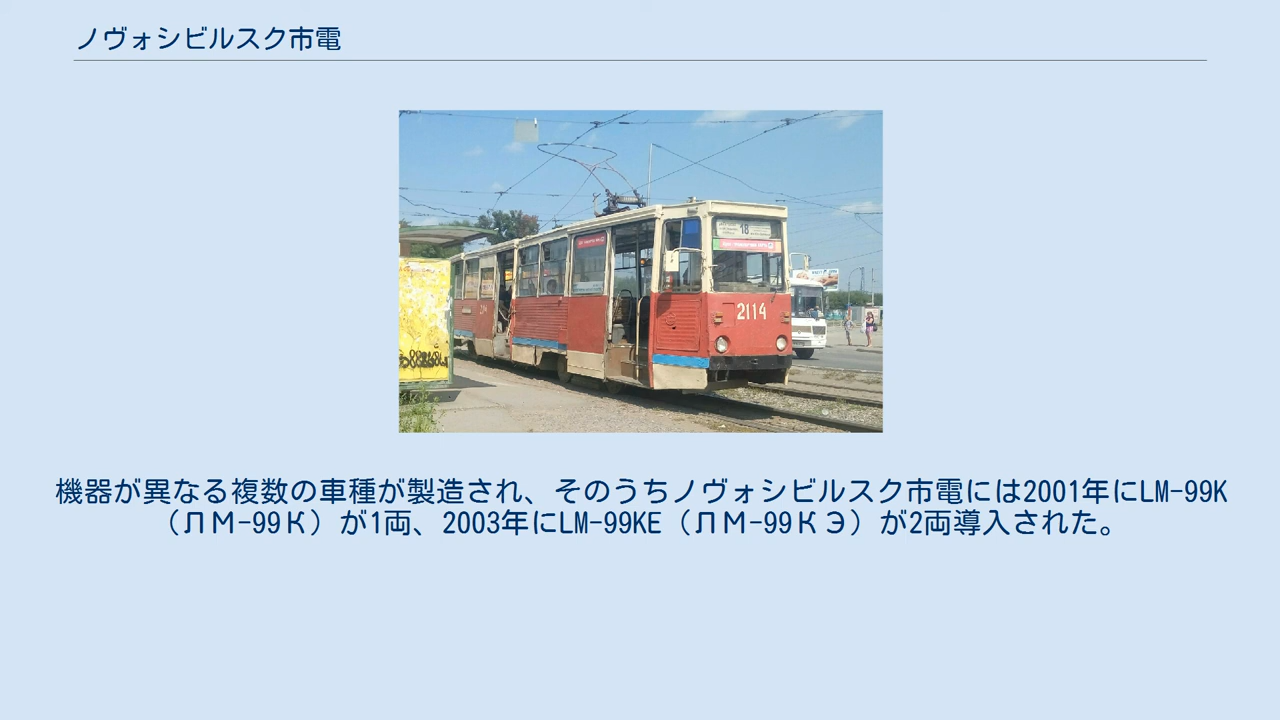 ノヴォシビルスク市電
18
2114
機器が異なる複数の車種が製造され、そのうちノヴォシビルスク市電には2001年にLM-99K
（ЛМ-99К）が1両、2003年にLM-99KE（ЛМ-99КЭ）が2両導入された。